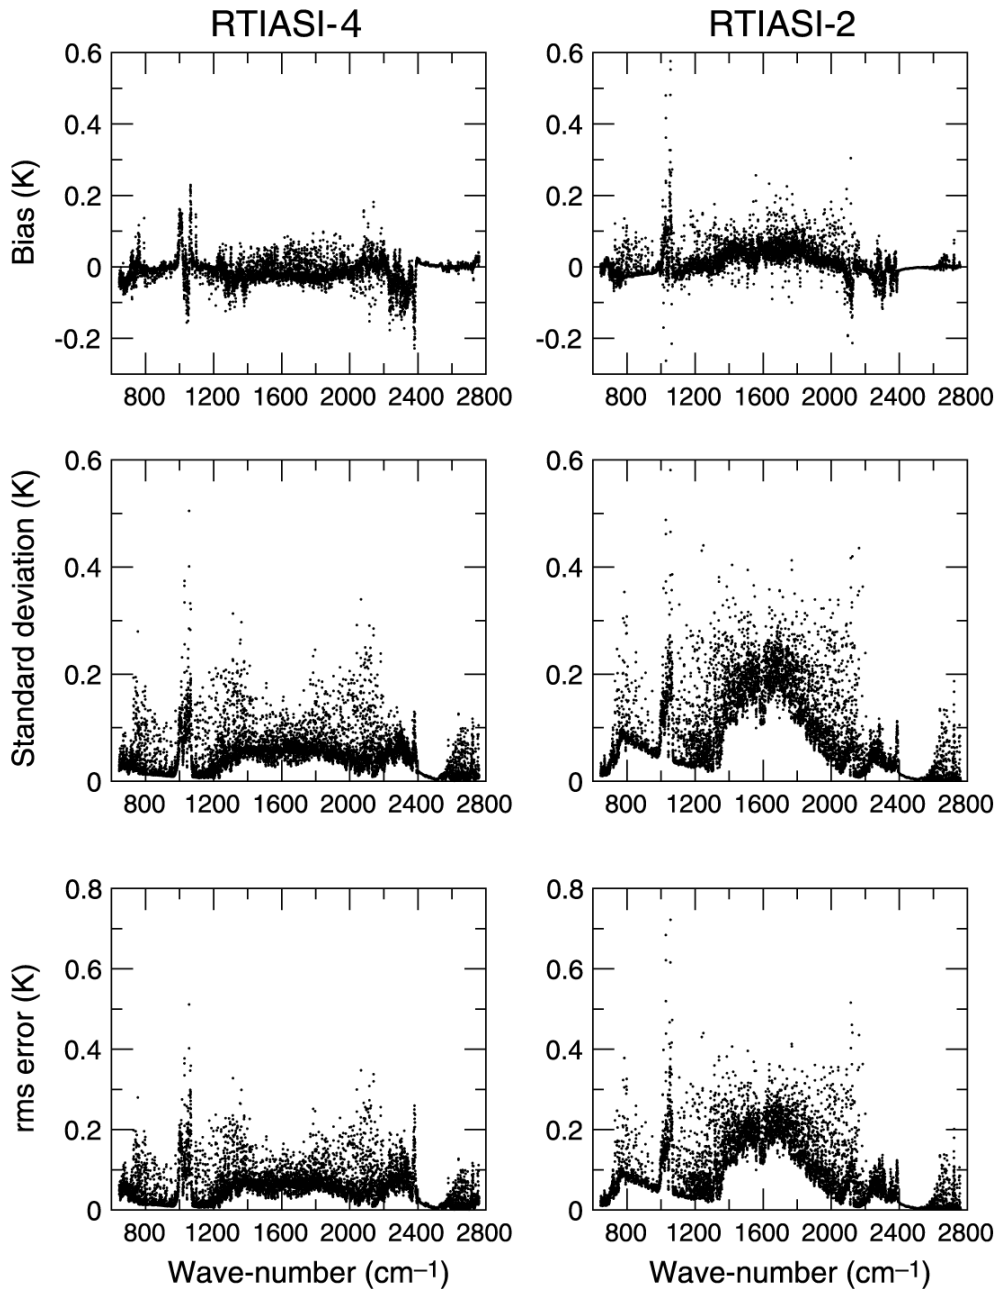 RTIASI-4 RTIASI-2
Bias (K)
0.6
0.4
0.2
0
-0.2
800 1200 1600 2000 2400 2800
0.6
0.4
0.2
0
-0.2
800 1200 1600 2000 2400 2800
Standard deviation (K)
0.6
0.4
0.2
0
800 1200 1600 2000 2400 2800
0.6
0.4
0.2
0
800 1200 1600 2000 2400 2800
rms error (K)
0.8
0.6
0.4
0.2
0
800 1200 1600 2000 2400 2800
Wave-number (cm⁻¹)
0.8
0.6
0.4
0.2
0
800 1200 1600 2000 2400 2800
Wave-number (cm⁻¹)